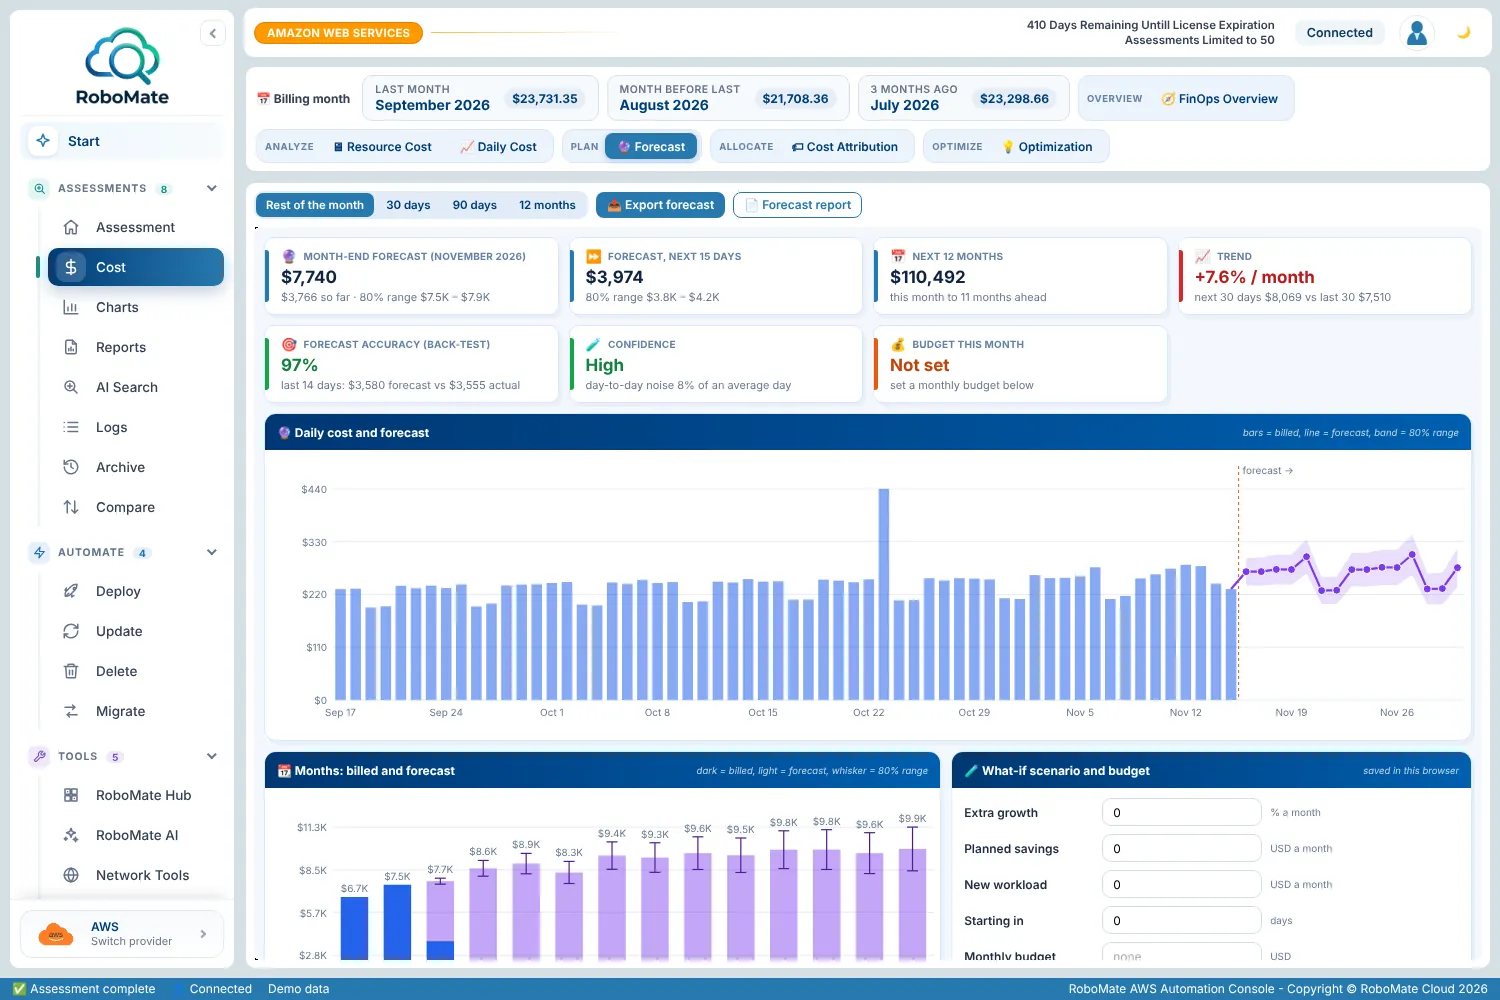 RoboMate
Start
ASSESSMENTS 8
Assessment
Cost
Charts
Reports
AI Search
Logs
Archive
Compare
AUTOMATE 4
Deploy
Update
Delete
Migrate
TOOLS 5
RoboMate Hub
RoboMate AI
Network Tools
aws
AWS
Switch provider
AMAZON WEB SERVICES
410 Days Remaining Untill License Expiration
Assessments Limited to 50
Connected
Billing month
LAST MONTH
September 2026 $23,731.35
MONTH BEFORE LAST
August 2026 $21,708.36
3 MONTHS AGO
July 2026 $23,298.66
OVERVIEW FinOps Overview
ANALYZE Resource Cost Daily Cost
PLAN Forecast
ALLOCATE Cost Attribution
OPTIMIZE Optimization
Rest of the month 30 days 90 days 12 months Export forecast Forecast report
MONTH-END FORECAST (NOVEMBER 2026)
$7,740
$3,766 so far · 80% range $7.5K – $7.9K
FORECAST, NEXT 15 DAYS
$3,974
80% range $3.8K – $4.2K
NEXT 12 MONTHS
$110,492
this month to 11 months ahead
TREND
+7.6% / month
next 30 days $8,069 vs last 30 $7,510
FORECAST ACCURACY (BACK-TEST)
97%
last 14 days: $3,580 forecast vs $3,555 actual
CONFIDENCE
High
day-to-day noise 8% of an average day
BUDGET THIS MONTH
Not set
set a monthly budget below
Daily cost and forecast bars = billed, line = forecast, band = 80% range
forecast →
$440
$330
$220
$110
$0
Sep 17 Sep 24 Oct 1 Oct 8 Oct 15 Oct 22 Oct 29 Nov 5 Nov 12 Nov 19 Nov 26
Months: billed and forecast dark = billed, light = forecast, whisker = 80% range
$11.3K
$8.5K
$5.7K
$2.8K
$6.7K $7.5K $7.7K $8.6K $8.9K $8.3K $9.4K $9.3K $9.6K $9.5K $9.8K $9.8K $9.6K $9.9K
What-if scenario and budget saved in this browser
Extra growth 0 % a month
Planned savings 0 USD a month
New workload 0 USD a month
Starting in 0 days
Monthly budget none USD
Assessment complete Connected Demo data
RoboMate AWS Automation Console - Copyright © RoboMate Cloud 2026